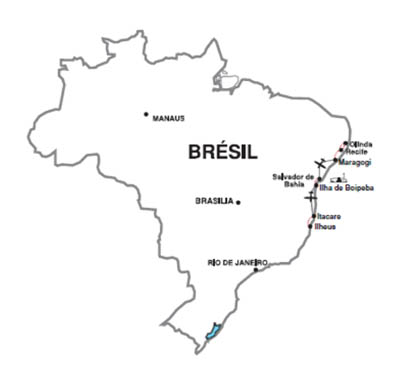 MANAUS
BRÉSIL
Olinda
Recife
Maragogi
Salvador de
Bahia
Ilha de Boipeba
BRASILIA
Itacare
Ilheus
RIO DE JANEIRO